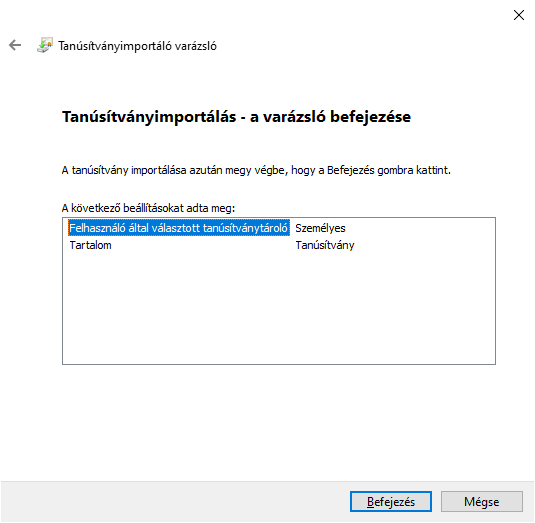 Tanúsítványimportáló varázsló
Tanúsítványimportálás - a varázsló befejezése
A tanúsítvány importálása azután megy végbe, hogy a Befejezés gombra kattint.
A következő beállításokat adta meg:
Felhasználó által választott tanúsítványtároló Személyes
Tartalom Tanúsítvány
Befejezés Mégse